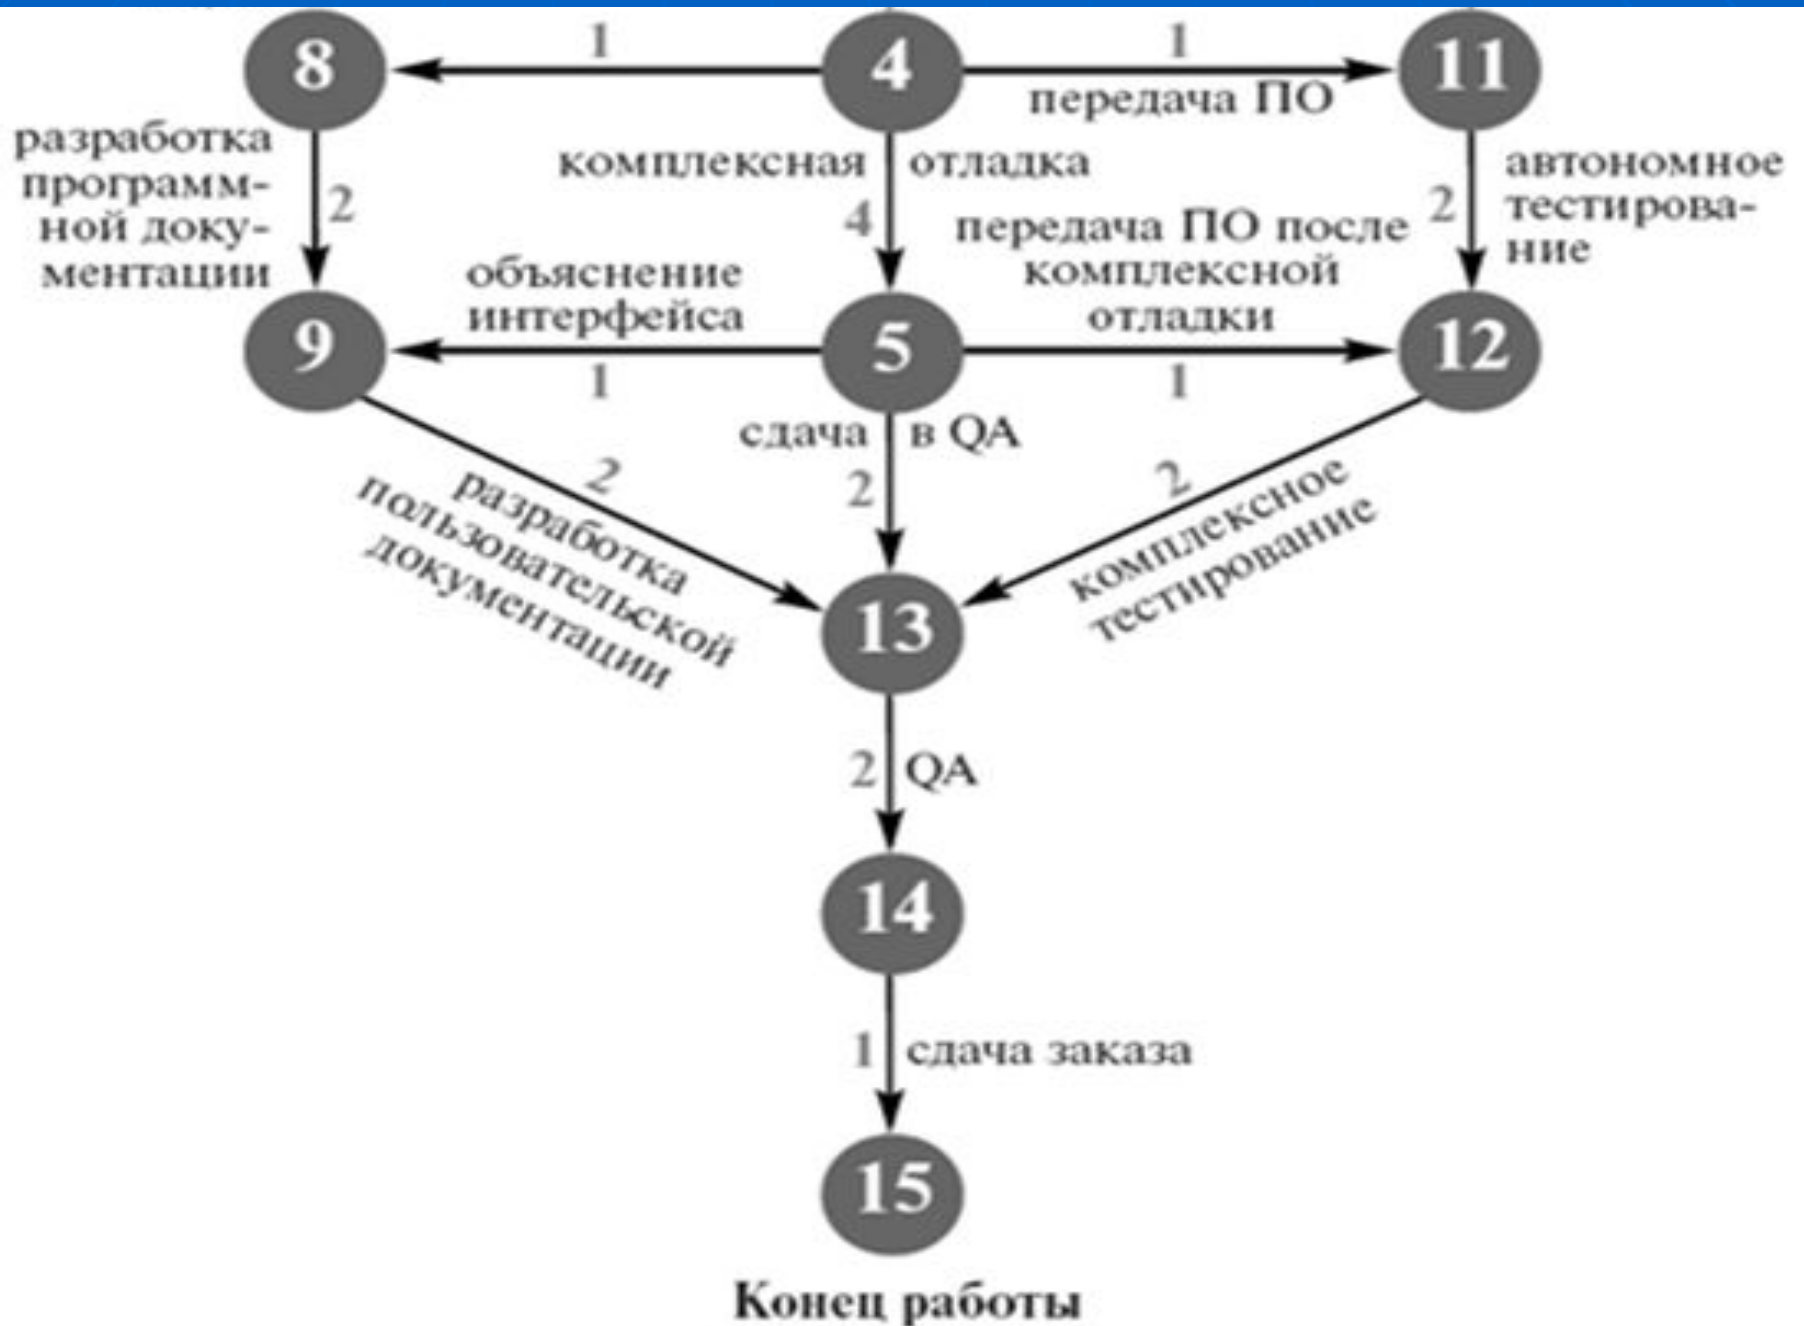 8
1
4
1
11
передача ПО
разработка
программ-
ной доку-
ментации
2
комплексная отладка
4
автономное
тестирова-
ние
2
передача ПО после
комплексной
отладки
объяснение
интерфейса
9
1
5
1
12
сдача в QA
2
2
разработка
пользовательской
документации
2
комплексное
тестирование
13
2 QA
14
1 сдача заказа
15
Конец работы